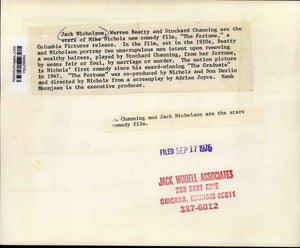 Jack Nicholson, Warren Beatty and Stockard Channing are the
stars of Mike Nichols new comedy film, "The Fortune," a
Columbia Pictures release. In the film, set in the 1920s, Beatty
and Nicholson portray two unscrupulous men intent upon removing
a wealthy heiress, played by Stockard Channing, from her fortune,
by means fair or foul, by marriage or murder. The motion picture
is Nichols' first comedy since his award-winning "The Graduate"
in 1967. "The Fortune" was co-produced by Nichols and Don Devlin
and directed by Nichols from a screenplay by Adrien Joyce. Hank
Moonjean is the executive producer.
Channing and Jack Nicholson are the stars
comedy film.
FILED SEP 17 1975
JACK WODELL ASSOCIATES
233 EAST ERIE
CHICAGO, ILLINOIS 60611
337-6012